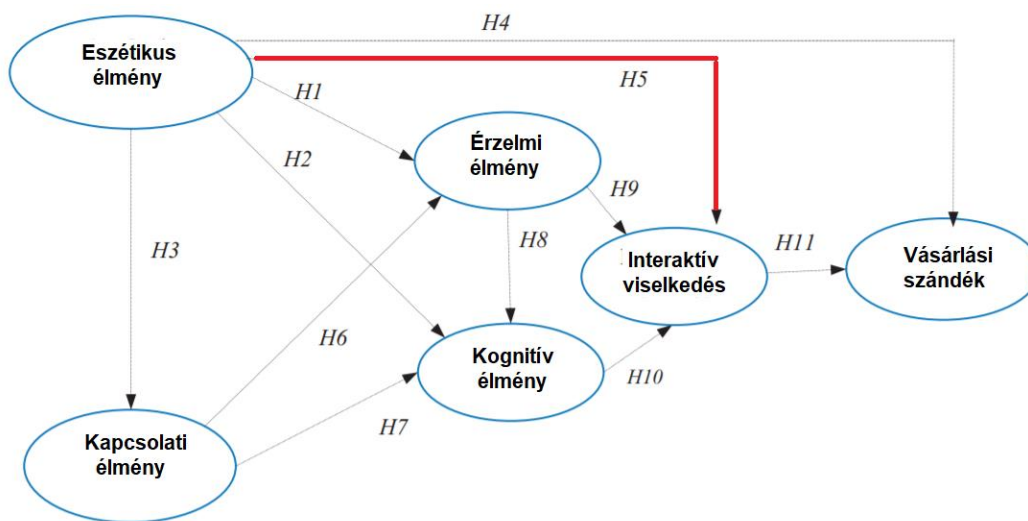 H4
Eszétikus
élmény
H5
H1
Érzelmi
élmény
H2
H9
H3
H8
Interaktív
viselkedés
H11
Vásárlási
szándék
H6
Kognitív
élmény
H10
H7
Kapcsolati
élmény